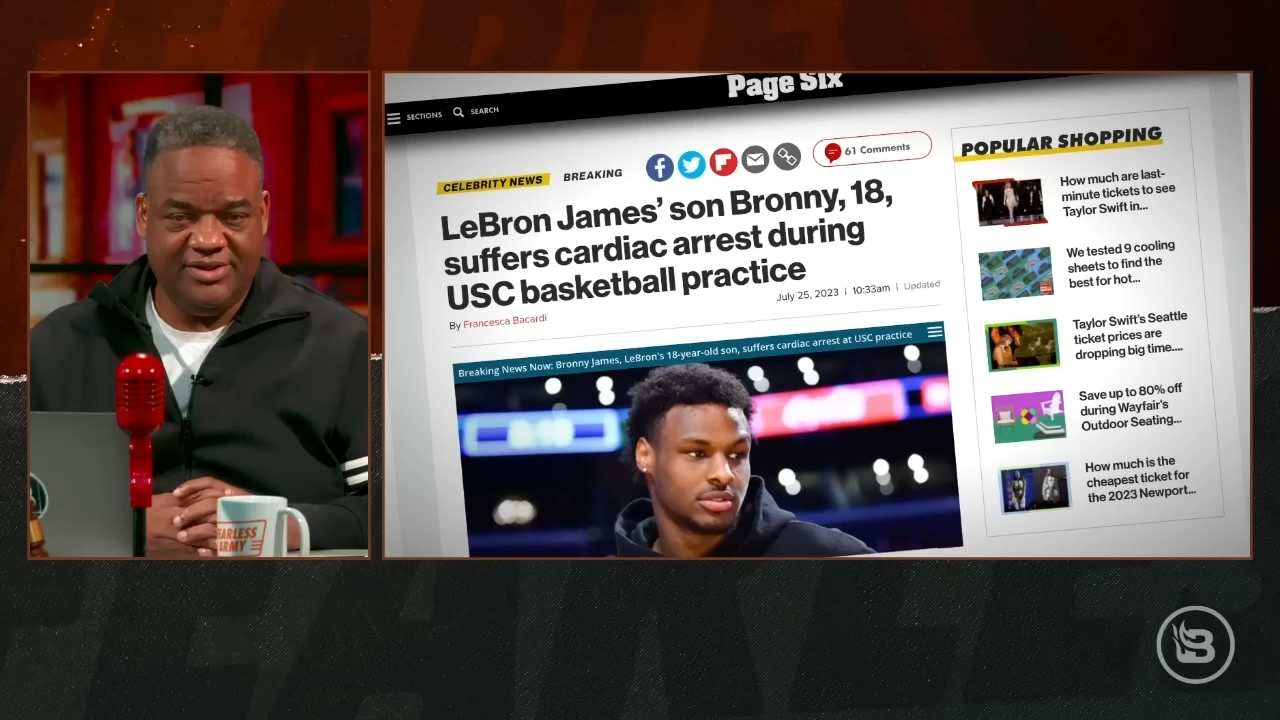 Page Six
SECTIONS
SEARCH
CELEBRITY NEWS
BREAKING
61 Comments
LeBron James’ son Bronny, 18,
suffers cardiac arrest during
USC basketball practice
July 25, 2023 | 10:33am | Updated
By Francesca Bacardi
Breaking News Now: Bronny James, LeBron's 18-year-old son, suffers cardiac arrest at USC practice
POPULAR SHOPPING
How much are last-
minute tickets to see
Taylor Swift in...
We tested 9 cooling
sheets to find the
best for hot...
Taylor Swift's Seattle
ticket prices are
dropping big time....
Save up to 80% off
during Wayfair's
Outdoor Seating...
How much is the
cheapest ticket for
the 2023 Newport...
EARLESS
ARMY
B